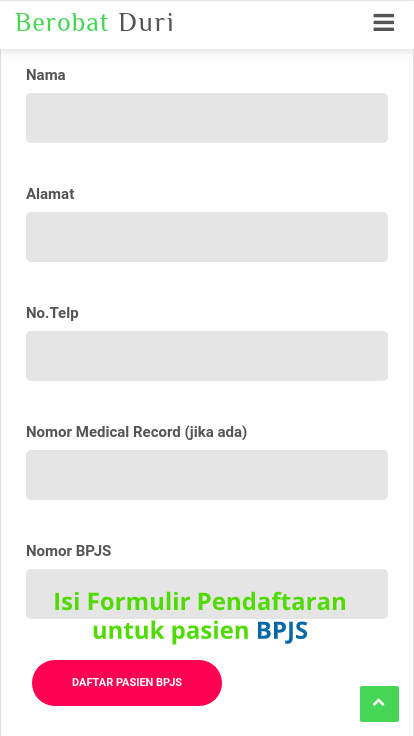 Berobat Duri
Nama
Alamat
No.Telp
Nomor Medical Record (jika ada)
Nomor BPJS
Isi Formulir Pendaftaran
untuk pasien BPJS
DAFTAR PASIEN BPJS